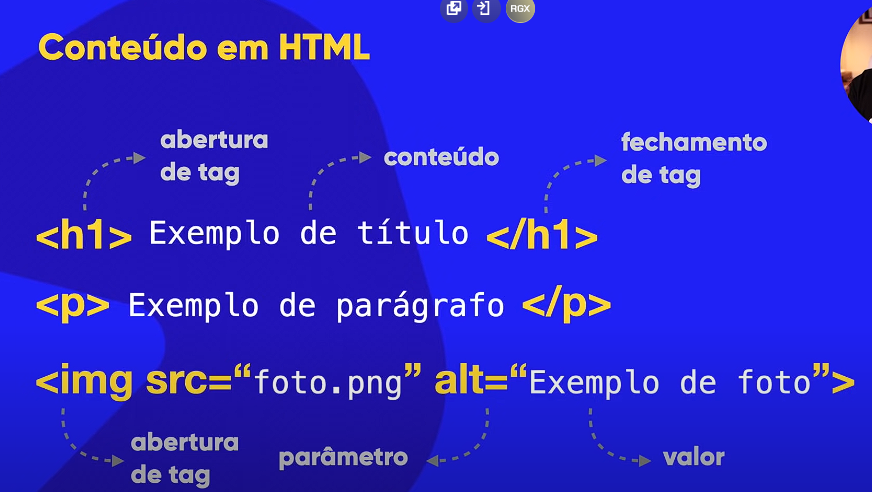 RGX
Conteúdo em HTML
abertura
de tag
conteúdo
fechamento
de tag
<h1> Exemplo de título </h1>
<p> Exemplo de parágrafo </p>
<img src=“foto.png” alt=“Exemplo de foto”>
abertura
de tag
parâmetro
valor